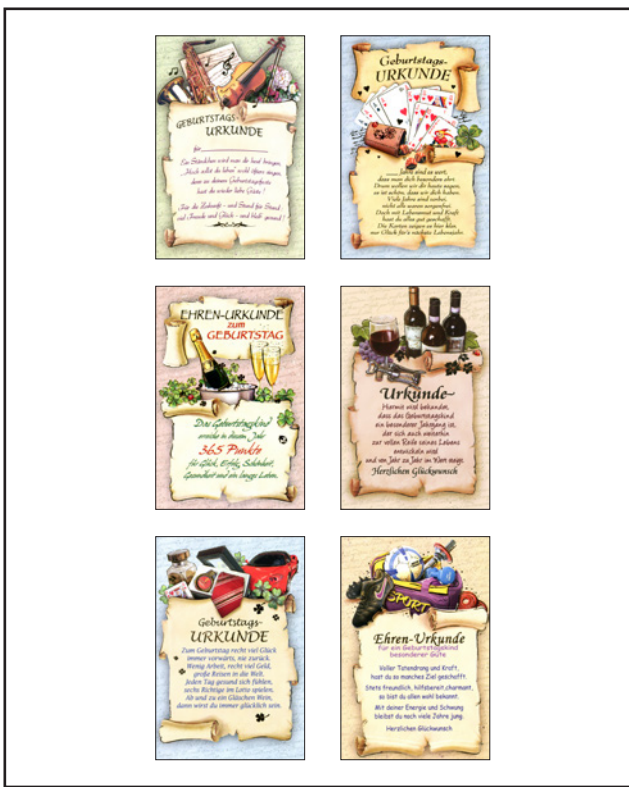 GEBURTSTAGS-
URKUNDE
für
Ein Ständchen wird man dir heut bringen,
"Hoch sollst du leben" wohl öfters singen,
denn zu deinem Geburtstagsfeste
hast du wieder liebe Gäste!
Für die Zukunft - und Stund für Stund
viel Freude und Glück - und bleib gesund!
Geburtstags-
URKUNDE
Jahre sind es wert,
dass man dich besonders ehrt.
Drum wollen wir dir heute sagen,
es ist schön, dass wir dich haben.
Viele Jahre sind vorbei,
nicht alle waren sorgenfrei.
Doch mit Lebensmut und Kraft
hast du alles gut geschafft.
Die Karten zeigen es hier klar,
nur Glück für's nächste Lebensjahr.
EHREN-URKUNDE
zum
GEBURTSTAG
Das Geburtstagskind
erreichte in diesem Jahr
365 Punkte
für Glück, Erfolg, Schönheit,
Gesundheit und ein langes Leben.
Urkunde
Hiermit wird bekundet,
dass das Geburtstagskind
ein besonderer Jahrgang ist,
der sich auch weiterhin
zur vollen Reife seines Lebens
entwickeln wird
und von Jahr zu Jahr im Wert steigt.
Herzlichen Glückwunsch
Geburtstags-
URKUNDE
Zum Geburtstag recht viel Glück
immer vorwärts, nie zurück.
Wenig Arbeit, recht viel Geld,
große Reisen in die Welt.
Jeden Tag gesund sich fühlen,
sechs Richtige im Lotto spielen.
Ab und zu ein Gläschen Wein,
dann wirst du immer glücklich sein.
SPORT
Ehren-Urkunde
für ein Geburtstagskind
besonderer Güte
Voller Tatendrang und Kraft,
hast du so manches Ziel geschafft.
Stets freundlich, hilfsbereit,charmant,
so bist du allen wohl bekannt.
Mit deiner Energie und Schwung
bleibst du noch viele Jahre jung.
Herzlichen Glückwunsch